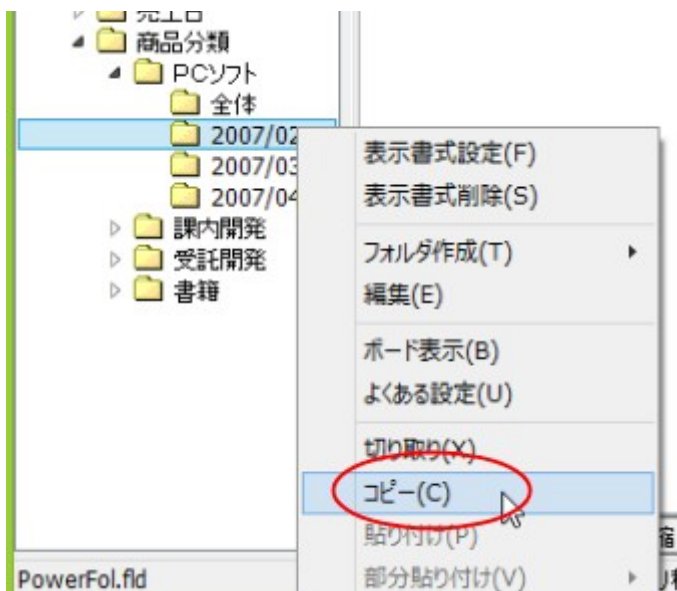 商品分類
PCソフト
全体
2007/02
2007/03
2007/04
課内開発
受託開発
書籍
表示書式設定(F)
表示書式削除(S)
フォルダ作成(T)
編集(E)
ボード表示(B)
よくある設定(U)
切り取り(X)
コピー(C)
貼り付け(P)
部分貼り付け(V)
PowerFol.fld